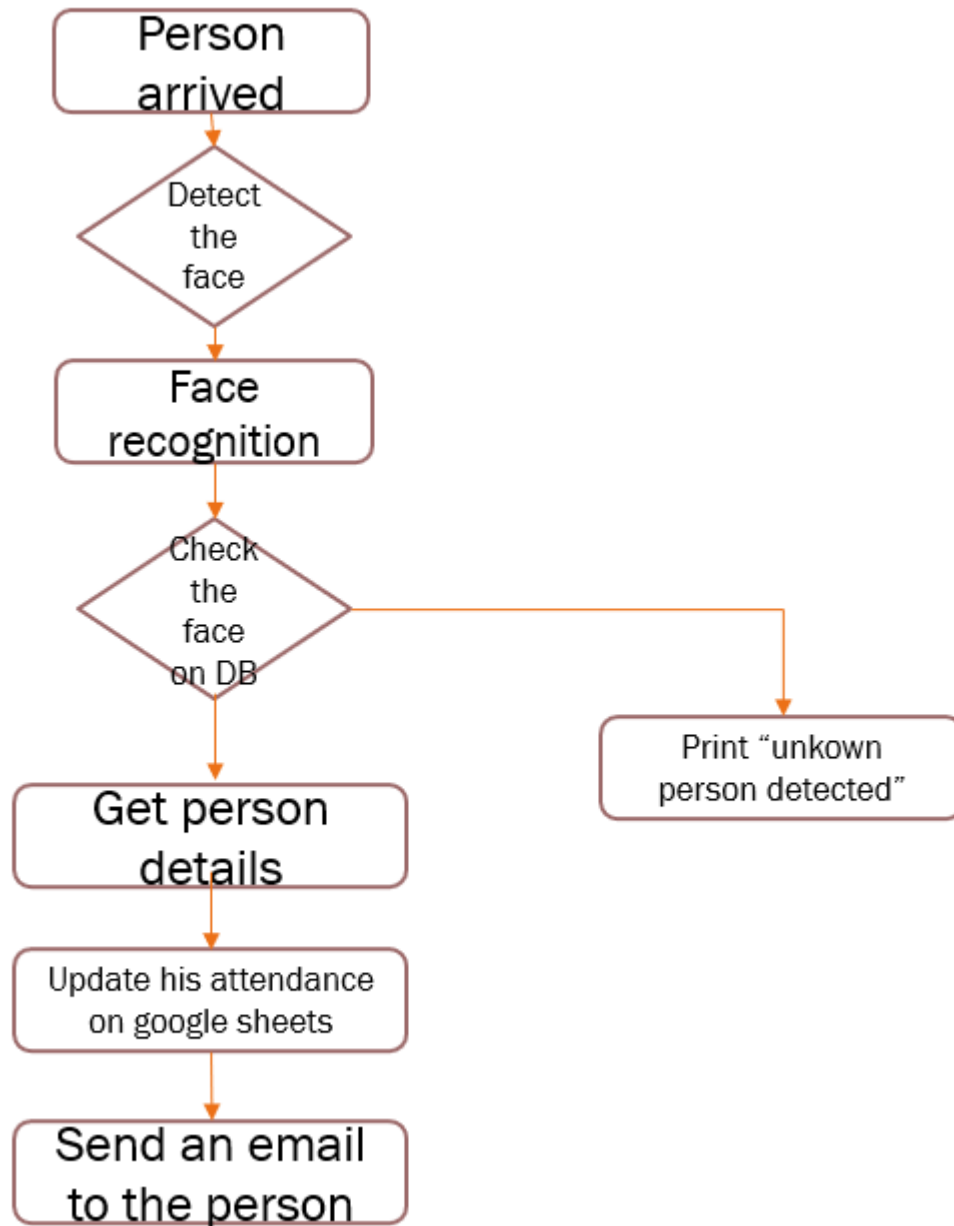 Person
arrived
Detect
the
face
Face
recognition
Check
the
face
on DB
Print “unkown
person detected”
Get person
details
Update his attendance
on google sheets
Send an email
to the person